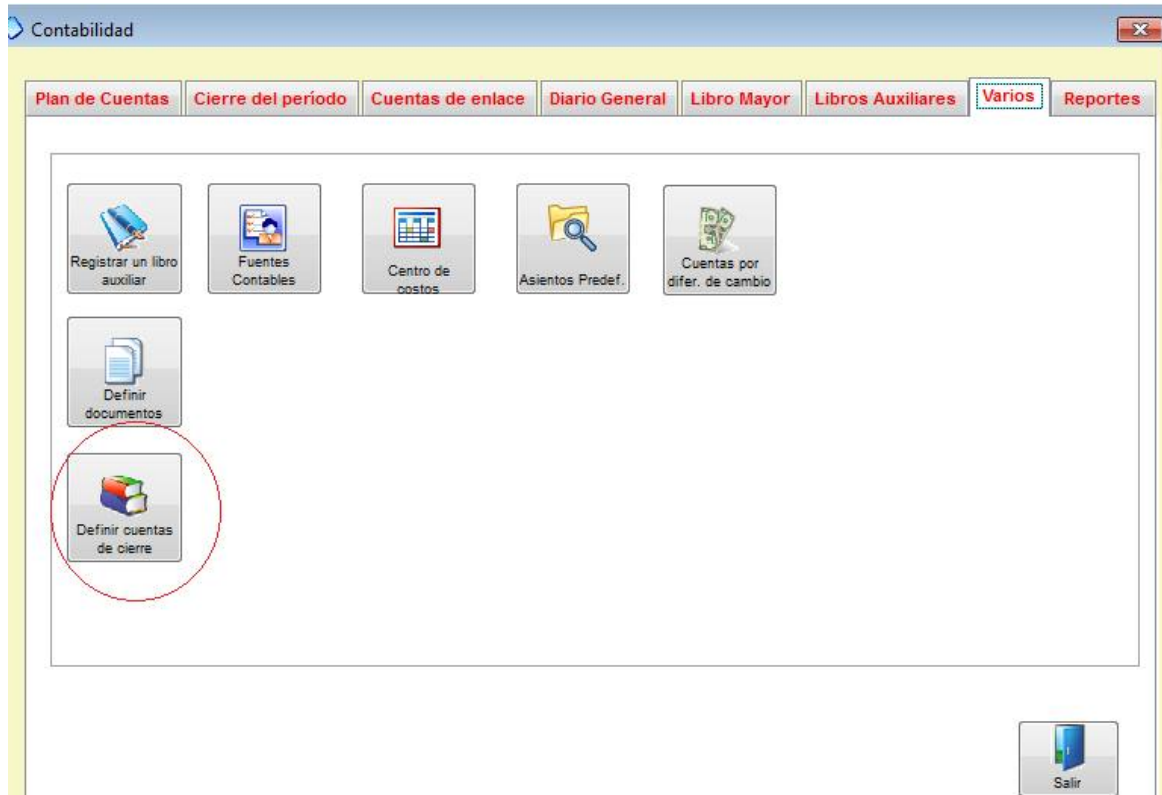 Contabilidad
Plan de Cuentas
Cierre del período
Cuentas de enlace
Diario General
Libro Mayor
Libros Auxiliares
Varios
Reportes
Registrar un libro
auxiliar
Fuentes
Contables
Centro de
costos
Asientos Predef.
Cuentas por
difer. de cambio
Definir
documentos
Definir cuentas
de cierre
Salir